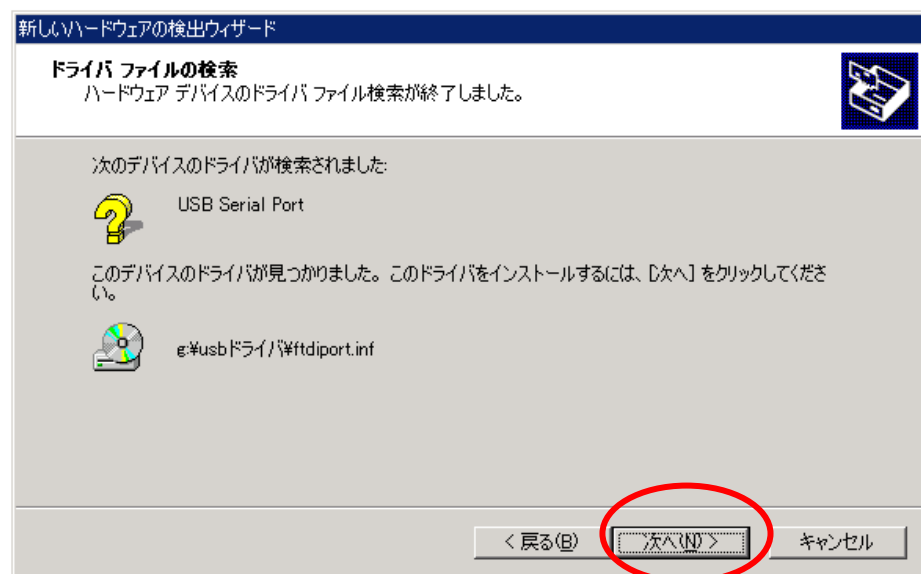 新しいハードウェアの検出ウィザード
ドライバ ファイルの検索
ハードウェア デバイスのドライバ ファイル検索が終了しました。
次のデバイスのドライバが検索されました:
USB Serial Port
このデバイスのドライバが見つかりました。このドライバをインストールするには、[次へ] をクリックしてくださ
い。
g:¥usbドライバ¥ftdiport.inf
< 戻る(B)
次へ(N) >
キャンセル